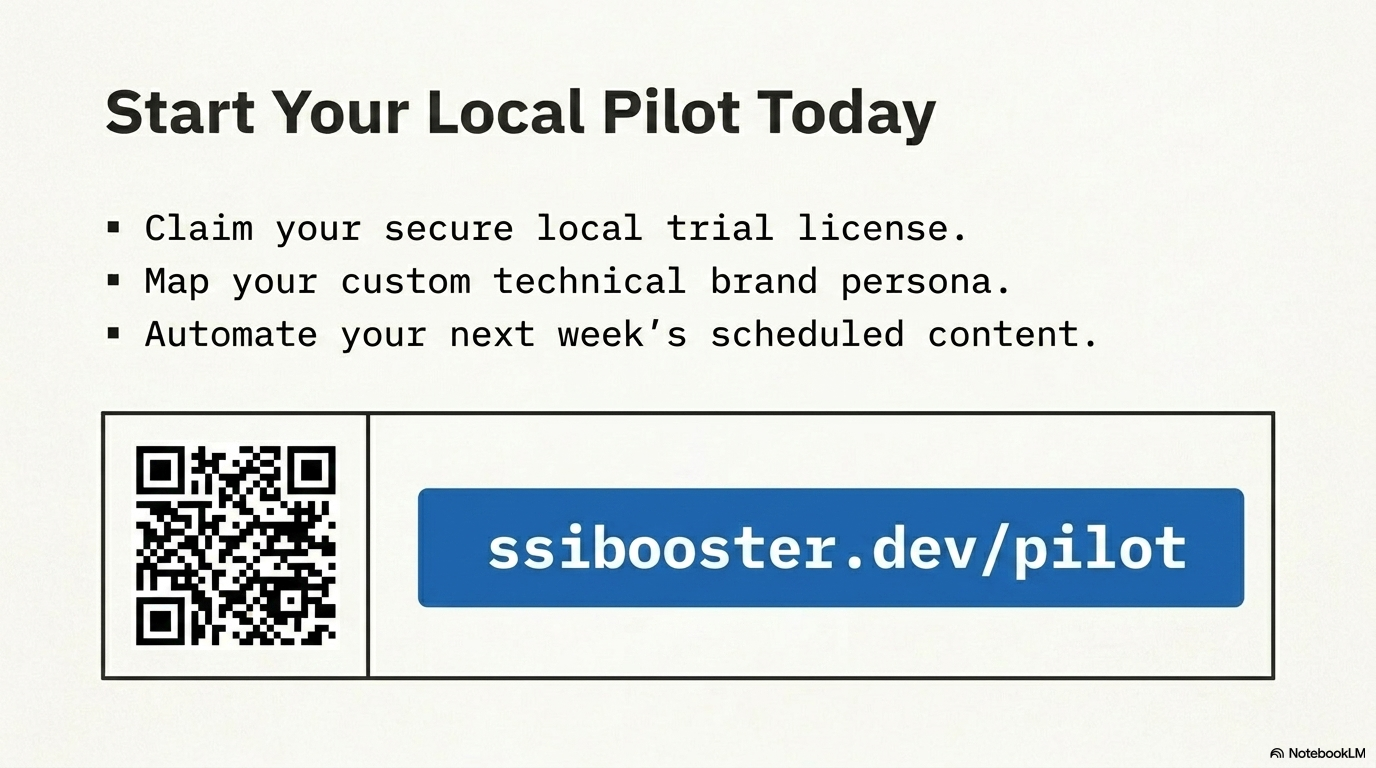 Start Your Local Pilot Today
▪ Claim your secure local trial license.
▪ Map your custom technical brand persona.
▪ Automate your next week’s scheduled content.
ssibooster.dev/pilot
NotebookLM